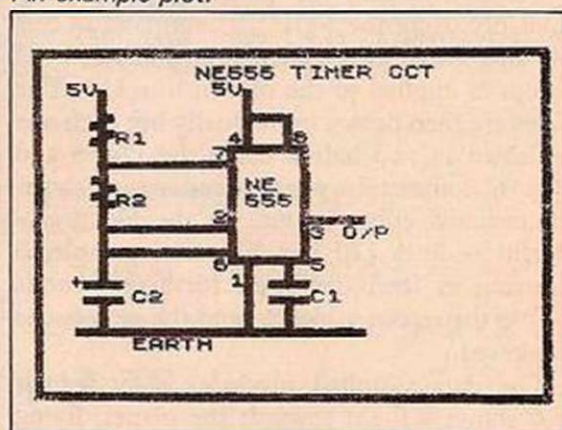 An example plot.
NE555 TIMER CCT
5V 5V
4 8
R1
7
NE
555
R2
2
3 O/P
6 5
1
C2 C1
EARTH